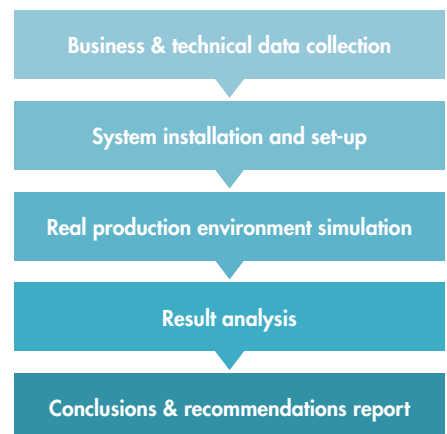 Business & technical data collection
System installation and set-up
Real production environment simulation
Result analysis
Conclusions & recommendations report